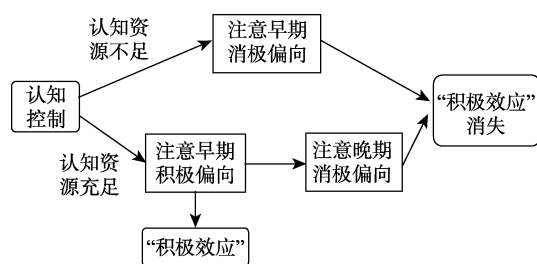 认知资
源不足
注意早期
消极偏向
认知
控制
“积极效应”
消失
认知资
源充足
注意早期
积极偏向
注意晚期
消极偏向
“积极效应”